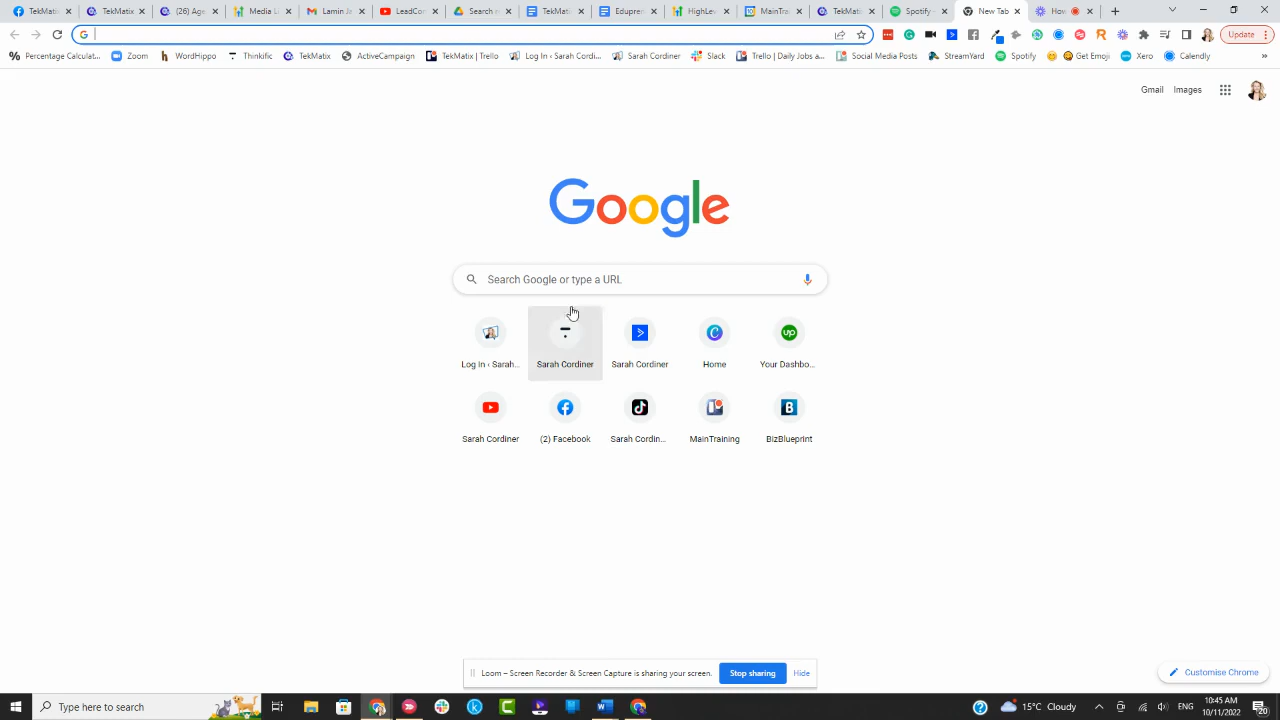 TekMatix
TekMatix
(26) Age
Media Li
Lamin Ja
LeadCon
Search r
TekMatix
Edupren
HighLeve
MainTrai
TekMatix
Spotify
New Tab
How
Percentage Calculat...
Zoom
WordHippo
Thinkific
TekMatix
ActiveCampaign
TekMatix | Trello
Log In ‹ Sarah Cordi...
Sarah Cordiner
Slack
Trello | Daily Jobs a...
Social Media Posts
StreamYard
Spotify
Get Emoji
Xero
Calendly
»
Update
Gmail
Images
Google
Search Google or type a URL
Log In ‹ Sarah...
Sarah Cordiner
Sarah Cordiner
Home
Your Dashbo...
Sarah Cordiner
(2) Facebook
Sarah Cordin...
MainTraining
BizBlueprint
Loom – Screen Recorder & Screen Capture is sharing your screen.
Stop sharing
Hide
Customise Chrome
Type here to search
15°C Cloudy
ENG
10:45 AM
10/11/2022